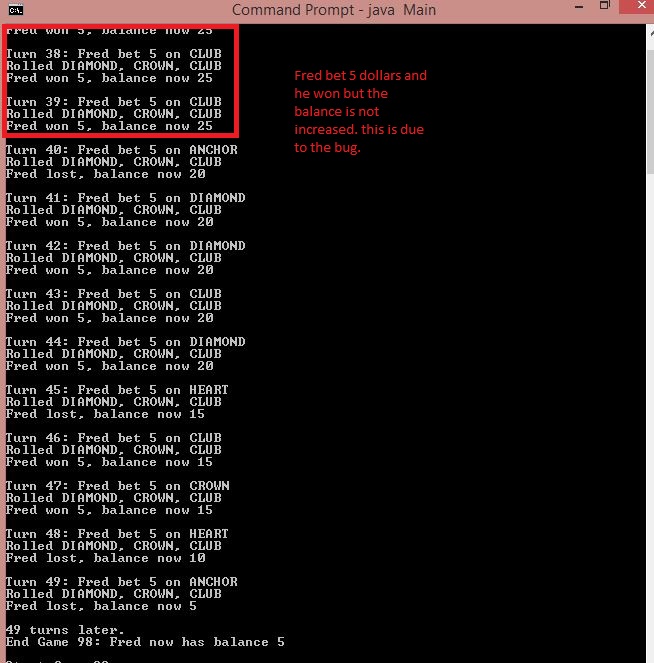 Command Prompt - java Main
Fred won 5, balance now 25
Turn 38: Fred bet 5 on CLUB
Rolled DIAMOND, CROWN, CLUB
Fred won 5, balance now 25
Turn 39: Fred bet 5 on CLUB
Rolled DIAMOND, CROWN, CLUB
Fred won 5, balance now 25
Fred bet 5 dollars and
he won but the
balance is not
increased. this is due
to the bug.
Turn 40: Fred bet 5 on ANCHOR
Rolled DIAMOND, CROWN, CLUB
Fred lost, balance now 20
Turn 41: Fred bet 5 on DIAMOND
Rolled DIAMOND, CROWN, CLUB
Fred won 5, balance now 20
Turn 42: Fred bet 5 on DIAMOND
Rolled DIAMOND, CROWN, CLUB
Fred won 5, balance now 20
Turn 43: Fred bet 5 on CLUB
Rolled DIAMOND, CROWN, CLUB
Fred won 5, balance now 20
Turn 44: Fred bet 5 on DIAMOND
Rolled DIAMOND, CROWN, CLUB
Fred won 5, balance now 20
Turn 45: Fred bet 5 on HEART
Rolled DIAMOND, CROWN, CLUB
Fred lost, balance now 15
Turn 46: Fred bet 5 on CLUB
Rolled DIAMOND, CROWN, CLUB
Fred won 5, balance now 15
Turn 47: Fred bet 5 on CROWN
Rolled DIAMOND, CROWN, CLUB
Fred won 5, balance now 15
Turn 48: Fred bet 5 on HEART
Rolled DIAMOND, CROWN, CLUB
Fred lost, balance now 10
Turn 49: Fred bet 5 on ANCHOR
Rolled DIAMOND, CROWN, CLUB
Fred lost, balance now 5
49 turns later.
End Game 98: Fred now has balance 5